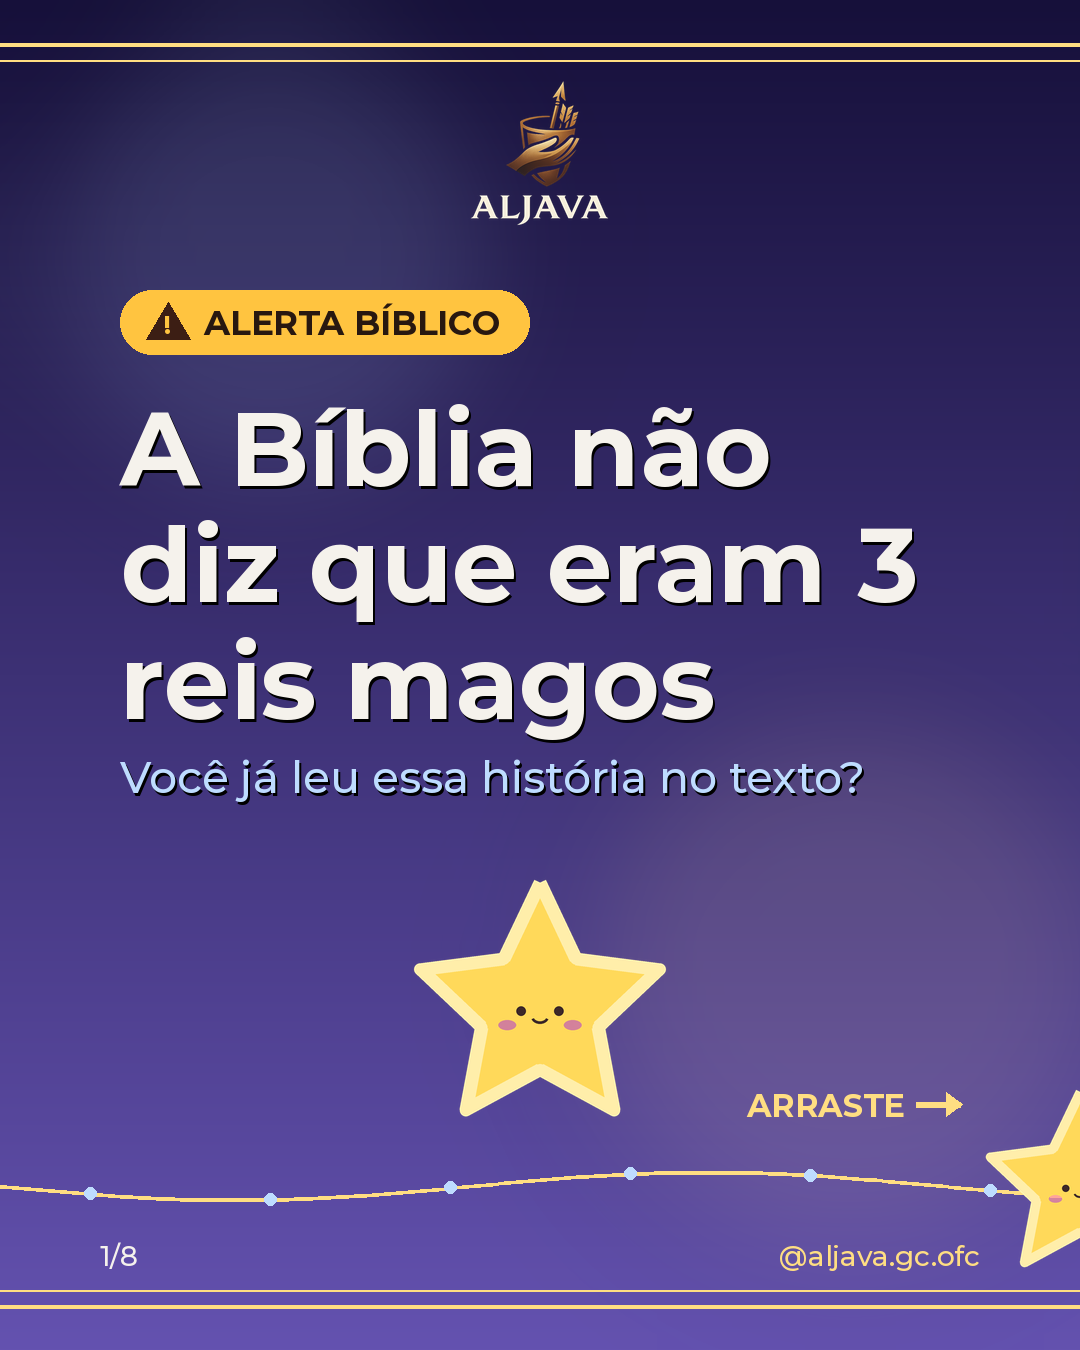 ALJAVA
ALERTA BÍBLICO
A Bíblia não
diz que eram 3
reis magos
Você já leu essa história no texto?
ARRASTE
1/8
@aljava.gc.ofc